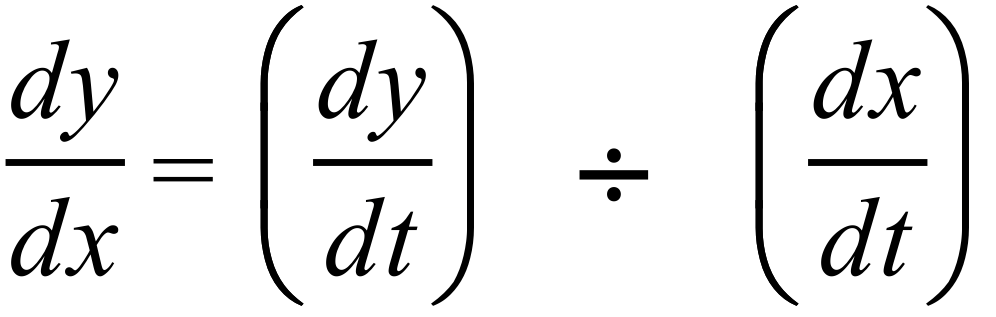 dy/dx = (dy/dt) ÷ (dx/dt)